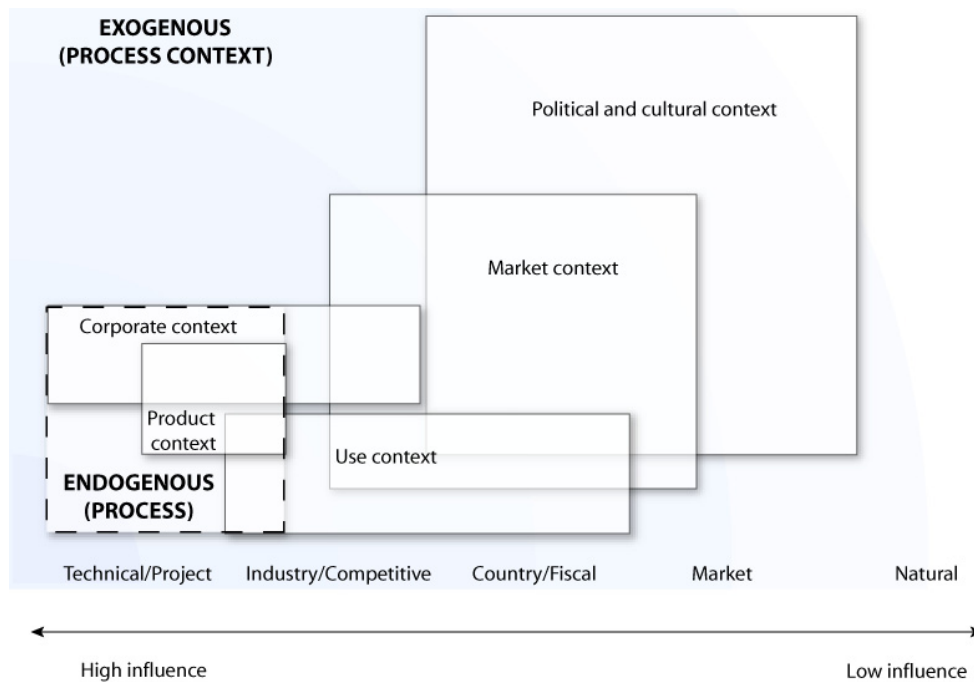 EXOGENOUS
(PROCESS CONTEXT)
Political and cultural context
Market context
Corporate context
Product
context
Use context
ENDOGENOUS
(PROCESS)
Technical/Project
Industry/Competitive
Country/Fiscal
Market
Natural
High influence
Low influence